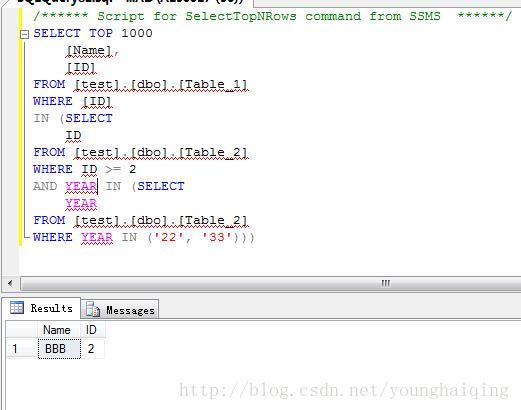 /****** Script for SelectTopNRows command from SSMS ******/
SELECT TOP 1000
[Name],
[ID]
FROM [test].[dbo].[Table_1]
WHERE [ID]
IN (SELECT
ID
FROM [test].[dbo].[Table_2]
WHERE ID >= 2
AND YEAR IN (SELECT
YEAR
FROM [test].[dbo].[Table_2]
WHERE YEAR IN ('22', '33')))
Results Messages
Name ID
1 BBB 2
http://blog.csdn.net/younghaiqing